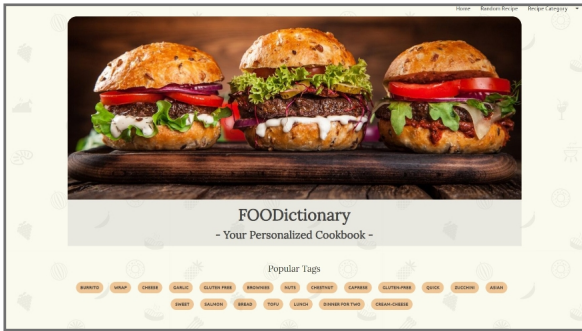 Home Random Recipe Recipe Category
FOODictionary
- Your Personalized Cookbook -
Popular Tags
BURRITO WRAP CHEESE GARLIC GLUTEN FREE BROWNIES NUTS CHESTNUT CAPRESE GLUTEN-FREE QUICK ZUCCHINI ASIAN
SWEET SALMON BREAD TOFU LUNCH DINNER FOR TWO CREAM-CHEESE